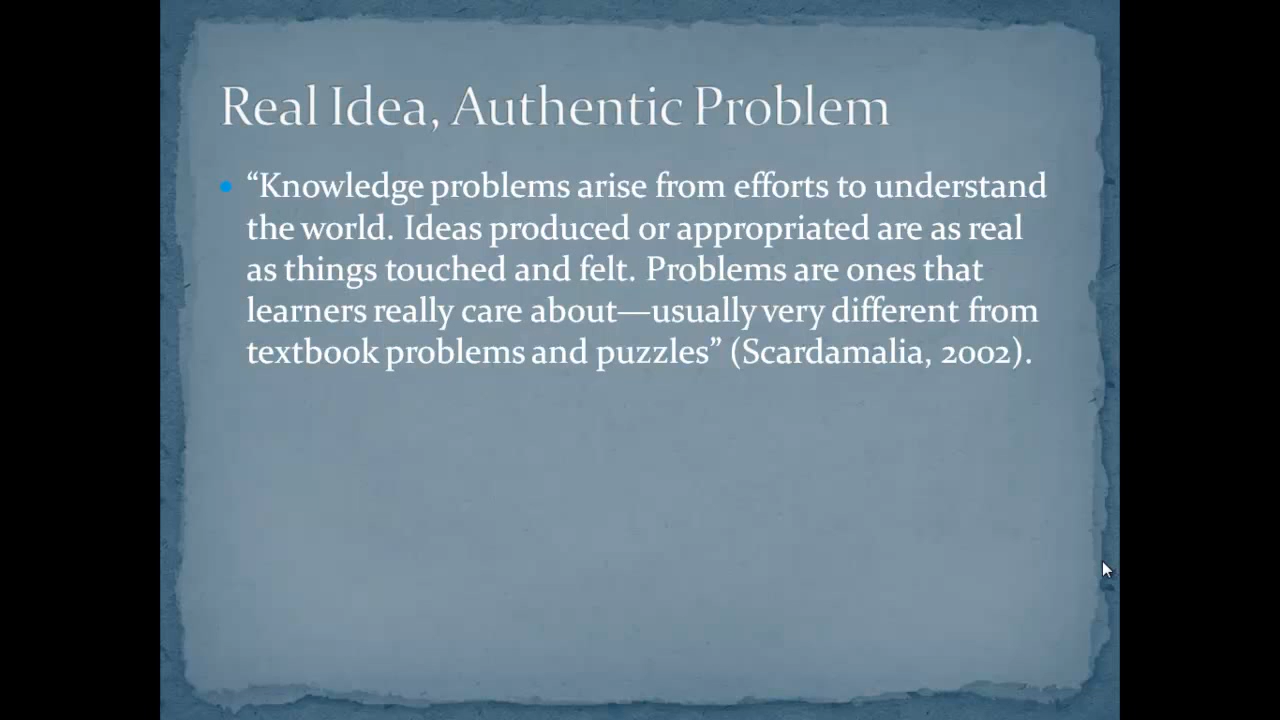 Real Idea, Authentic Problem
“Knowledge problems arise from efforts to understand
the world. Ideas produced or appropriated are as real
as things touched and felt. Problems are ones that
learners really care about—usually very different from
textbook problems and puzzles” (Scardamalia, 2002).